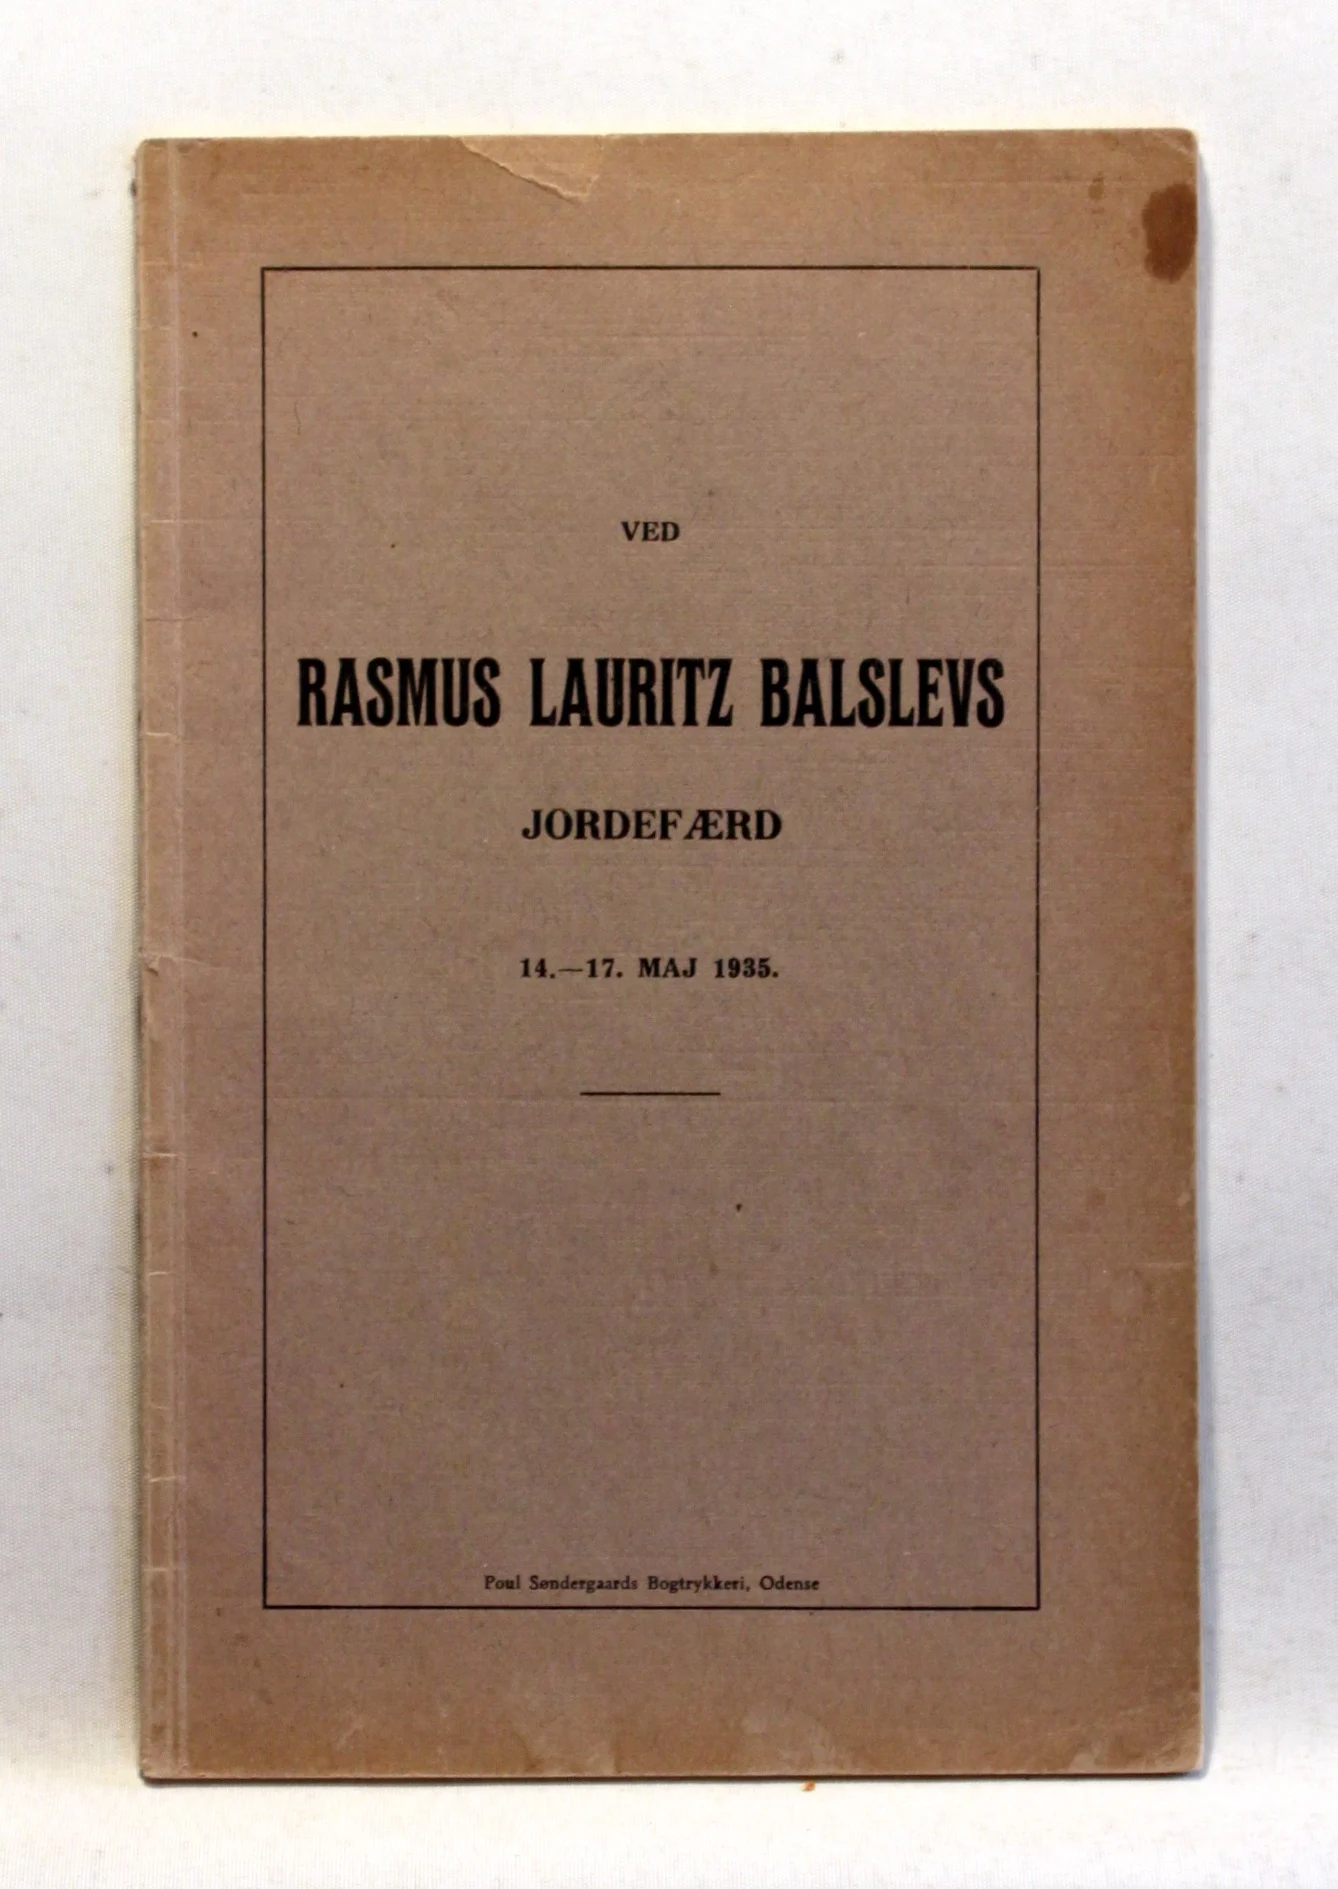 VED
RASMUS LAURITZ BALSLEVS
JORDEFÆRD
14.—17. MAJ 1935.
Poul Søndergaards Bogtrykkeri, Odense